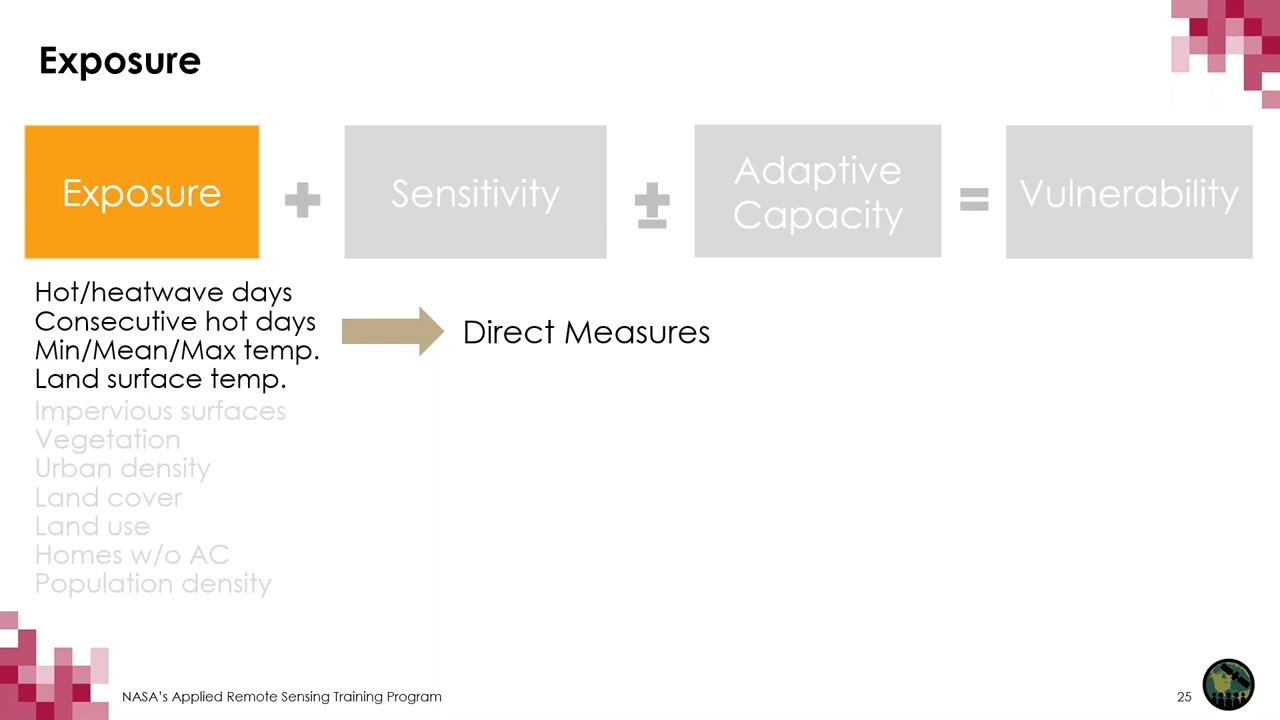 Exposure
Exposure
+
Sensitivity
±
Adaptive
Capacity
=
Vulnerability
Hot/heatwave days
Consecutive hot days
Min/Mean/Max temp.
Land surface temp.
Direct Measures
Impervious surfaces
Vegetation
Urban density
Land cover
Land use
Homes w/o AC
Population density
NASA's Applied Remote Sensing Training Program
25